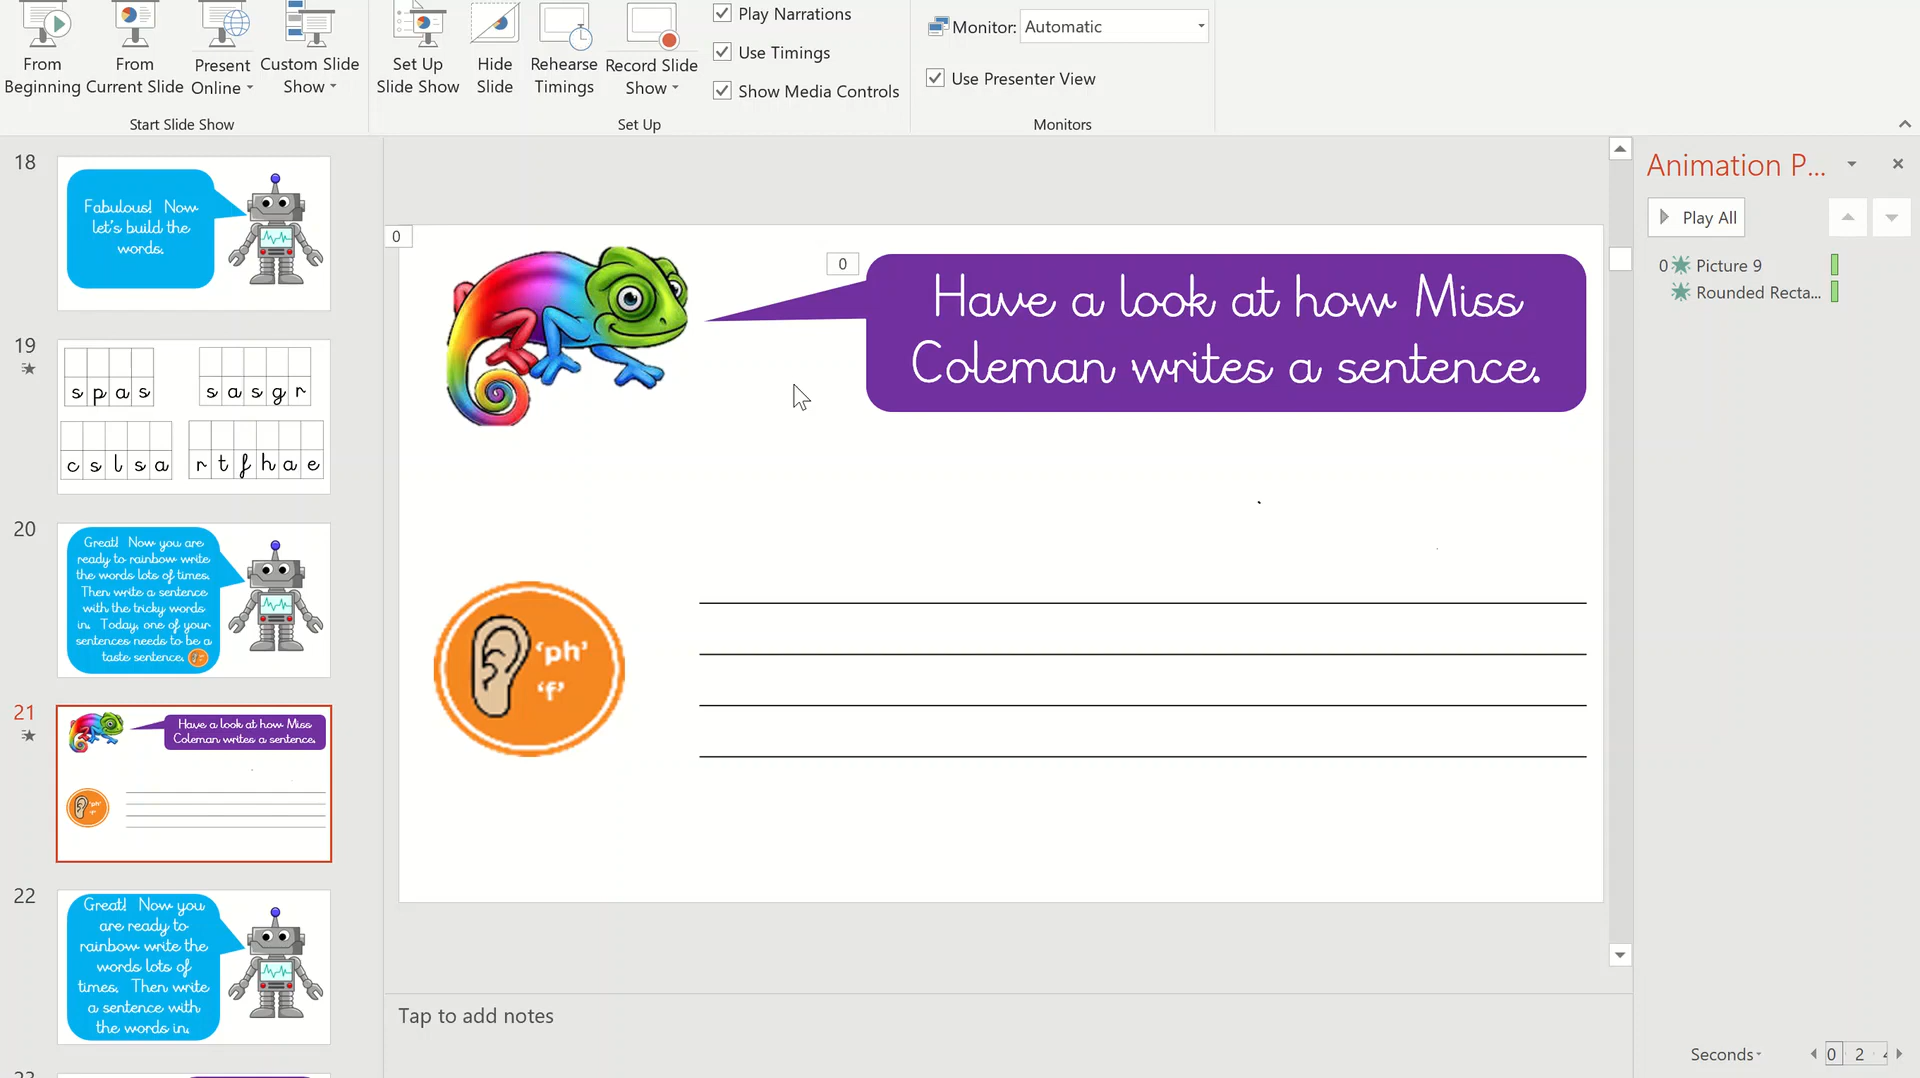 From Beginning
From Current Slide
Present Online
Custom Slide Show
Start Slide Show
Set Up Slide Show
Hide Slide
Rehearse Timings
Record Slide Show
Play Narrations
Use Timings
Show Media Controls
Set Up
Monitor: Automatic
Use Presenter View
Monitors
18
Fabulous! Now
let's build the
words.
19
s p a s
s a s g r
c s l s a
r t f h a e
20
Great! Now you are
ready to rainbow write
the words lots of times.
Then write a sentence
with the tricky words
in. Today, one of your
sentences needs to be a
taste sentence.
21
Have a look at how Miss
Coleman writes a sentence.
'ph'
'f'
22
Great! Now you
are ready to
rainbow write the
words lots of
times. Then write
a sentence with
the words in.
0
0
Have a look at how Miss
Coleman writes a sentence.
'ph'
'f'
Tap to add notes
Animation P...
Play All
0 Picture 9
Rounded Recta...
Seconds
0 2